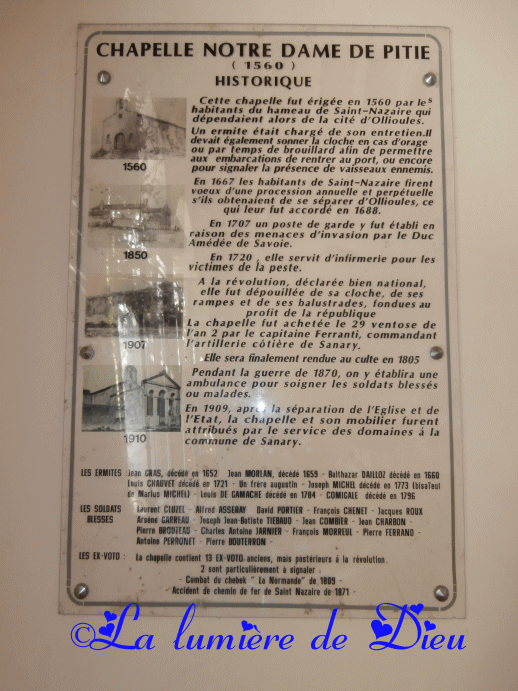 CHAPELLE NOTRE DAME DE PITIE
( 1560 )
HISTORIQUE
Cette chapelle fut érigée en 1560 par les
habitants du hameau de Saint-Nazaire qui
dépendaient alors de la cité d'Ollioules.
Un ermite était chargé de son entretien.Il
devait également sonner la cloche en cas d'orage
ou par temps de brouillard afin de permettre
aux embarcations de rentrer au port, ou encore
pour signaler la présence de vaisseaux ennemis.
1560
En 1667 les habitants de Saint-Nazaire firent
voeux d'une procession annuelle et perpétuelle
s'ils obtenaient de se séparer d'Ollioules, ce
qui leur fut accordé en 1688.
En 1707 un poste de garde y fut établi en
raison des menaces d'invasion par le Duc
Amédée de Savoie.
1850
En 1720 , elle servit d'infirmerie pour les
victimes de la peste.
A la révolution, déclarée bien national,
elle fut dépouillée de sa cloche, de ses
rampes et de ses balustrades, fondues au
profit de la république
La chapelle fut achetée le 29 ventose de
l'an 2 par le capitaine Ferranti, commandant
l'artillerie côtière de Sanary.
1907
Elle sera finalement rendue au culte en 1805
Pendant la guerre de 1870, on y établira une
ambulance pour soigner les soldats blessés
ou malades.
En 1909, après la séparation de l'Eglise et de
l'Etat, la chapelle et son mobilier furent
attribués par le service des domaines à la
commune de Sanary.
1910
LES ERMITES : Jean GRAS, décédé en 1652 Jean MORLAN, décédé 1659 - Balthazar DAILLOZ décédé en 1660
Louis CHAUVET décédé en 1721 - Un frère augustin - Joseph MICHEL décédé en 1773 (bisaïeul
de Marius MICHEL) - Louis DE GAMACHE décédé en 1784 - COMIGALE décédé en 1796
LES SOLDATS Laurent CLUZEL - Alfred ASSERAY David PORTIER - François CHENET - Jacques ROUX
BLESSES Arsène GARREAU - Joseph Jean-Batiste TIEBAUD - Jean COMBIER - Jean CHARBON -
Pierre BROUTEAU - Charles Antoine JARNIER - François MORREUL - Pierre FERRAND -
Antoine PERRONET - Pierre BOUTERRON -
LES EX-VOTO : La chapelle contient 13 EX-VOTO anciens, mais postérieurs à la révolution.
2 sont particulièrement à signaler
- Combat du chebek " La Normande" de 1809 -
- Accident de chemin de fer de Saint Nazaire de 1871 -
©La lumière de Dieu